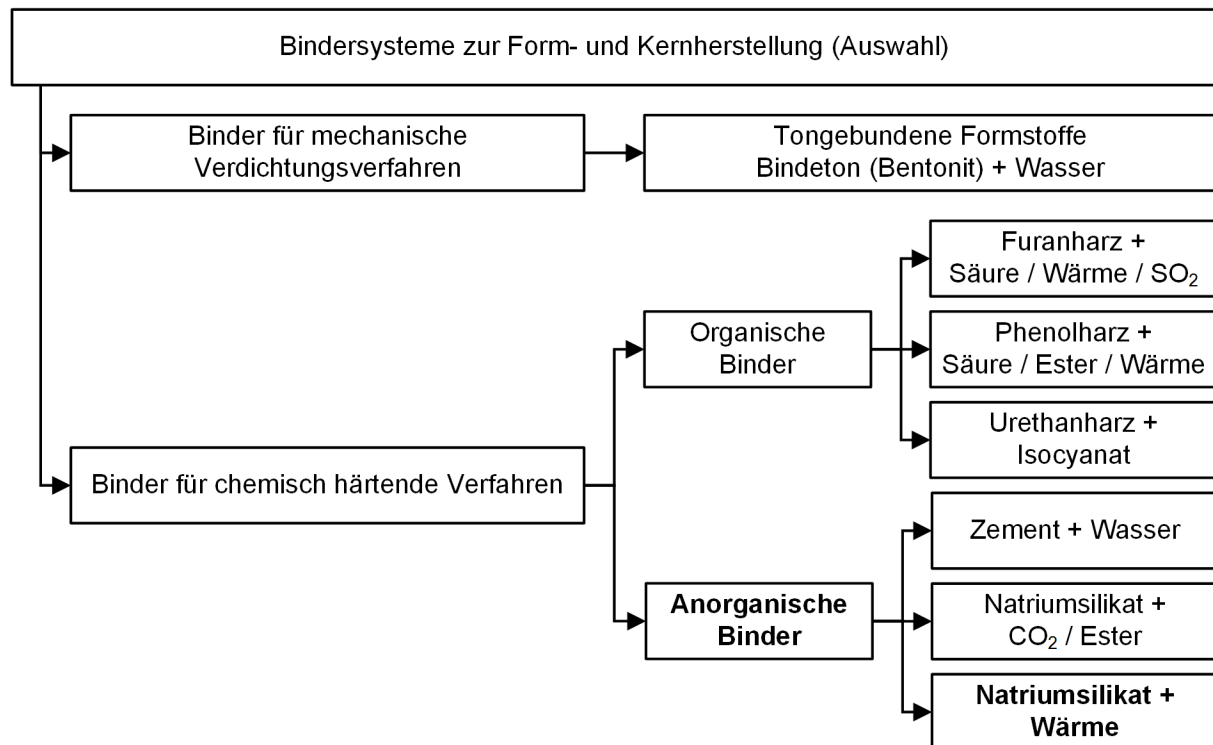 Bindersysteme zur Form- und Kernherstellung (Auswahl)
Binder für mechanische
Verdichtungsverfahren
Tongebundene Formstoffe
Bindeton (Bentonit) + Wasser
Binder für chemisch härtende Verfahren
Organische
Binder
Furanharz +
Säure / Wärme / SO₂
Phenolharz +
Säure / Ester / Wärme
Urethanharz +
Isocyanat
Anorganische
Binder
Zement + Wasser
Natriumsilikat +
CO₂ / Ester
Natriumsilikat +
Wärme